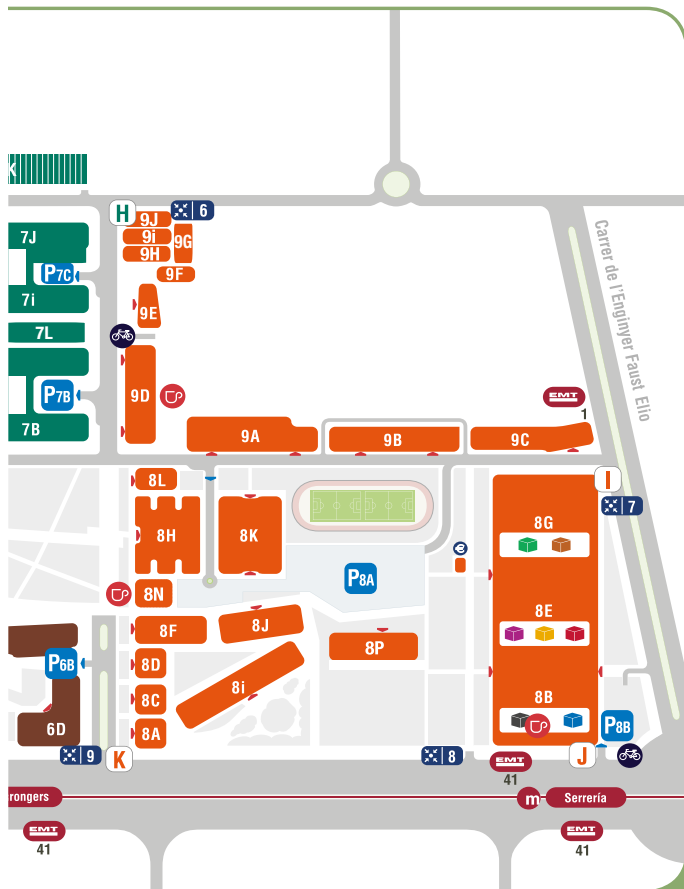 K
H
9J
6
9i
9G
9H
7J
9F
P7C
7i
9E
7L
Carrer de l'Enginyer Faust Elio
9D
P7B
EMT
1
7B
9A
9B
9C
8L
I
7
8H
8K
8G
€
P8A
8N
8E
8F
8J
8P
P6B
8D
8i
8C
8B
6D
8A
P8B
9
K
8
EMT
41
J
rongers
m
Serrería
EMT
41
EMT
41